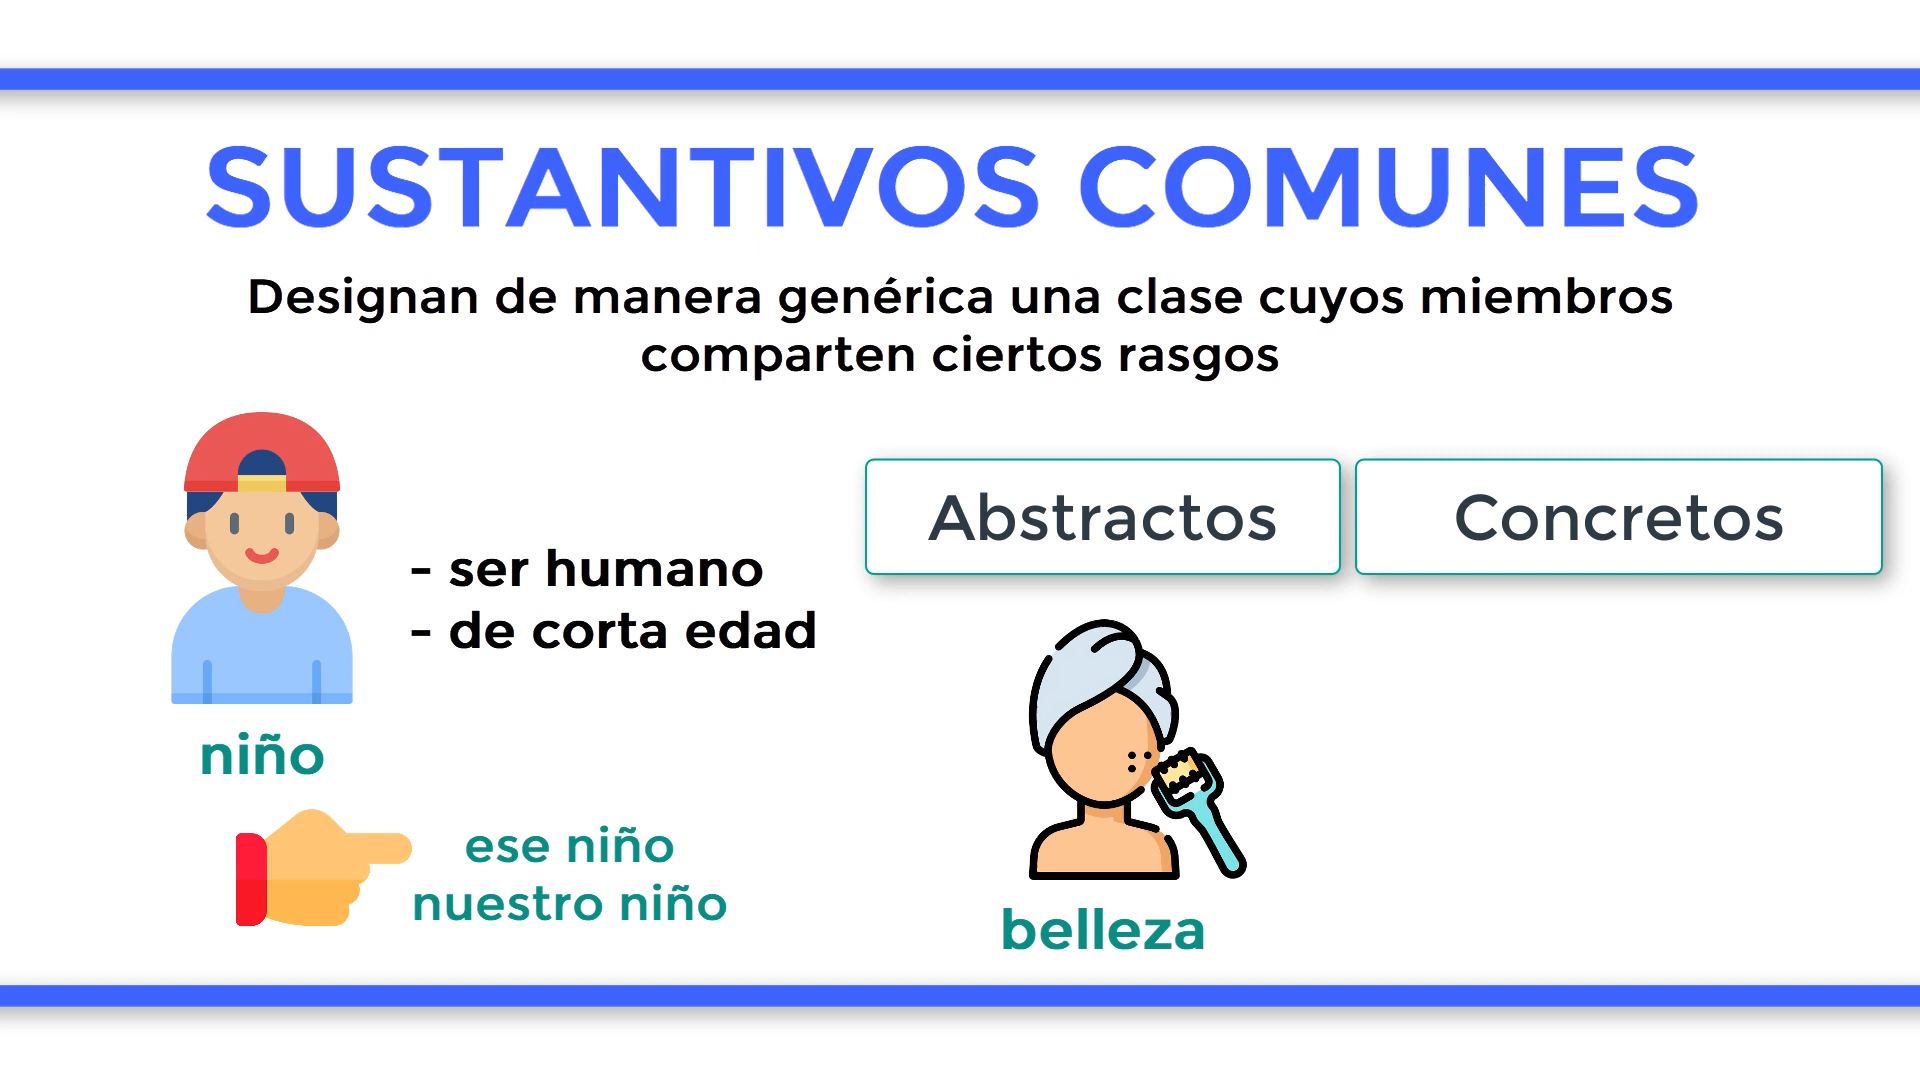 SUSTANTIVOS COMUNES
Designan de manera genérica una clase cuyos miembros
comparten ciertos rasgos
- ser humano
- de corta edad
niño
ese niño
nuestro niño
Abstractos
Concretos
belleza